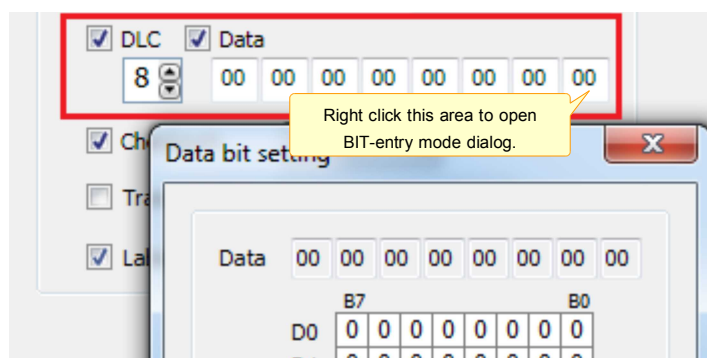 DLC Data
8 00 00 00 00 00 00 00 00
Right click this area to open
BIT-entry mode dialog.
Data bit setting
Data 00 00 00 00 00 00 00 00
B7 B0
D0 0 0 0 0 0 0 0 0